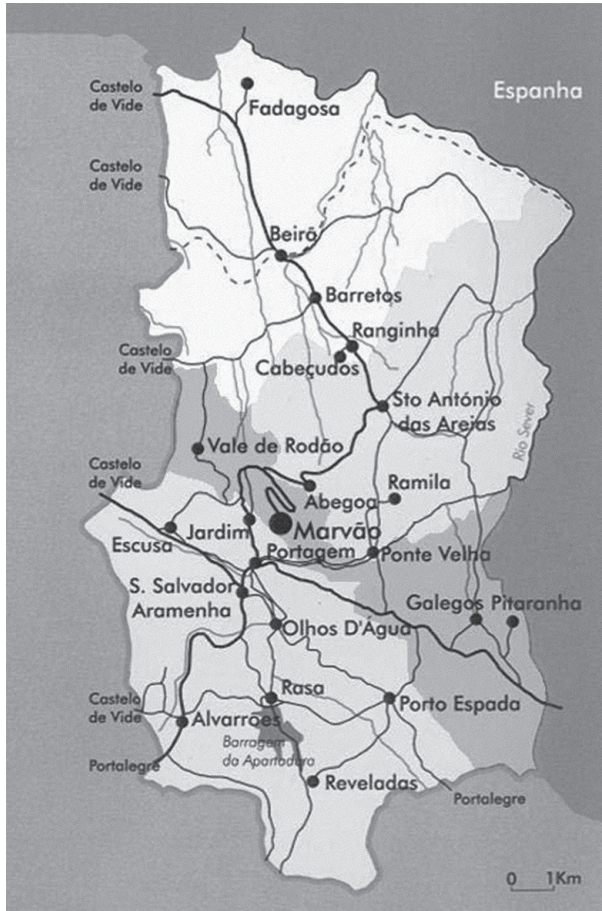 Castelo
de Vide
Fadagosa
Espanha
Castelo
de Vide
Beirã
Barretos
Ranginha
Castelo
de Vide
Cabeçudos
Sto António
das Areias
Rio Sever
Vale de Rodão
Castelo
de Vide
Ramila
Abegoa
Jardim
Marvão
Escusa
Portagem
Ponte Velha
S. Salvador
Aramenha
Galegos
Pitaranha
Olhos D'Água
Rasa
Castelo
de Vide
Porto Espada
Alvarrões
Barragem
da Apartadura
Portalegre
Reveladas
Portalegre
0 1Km